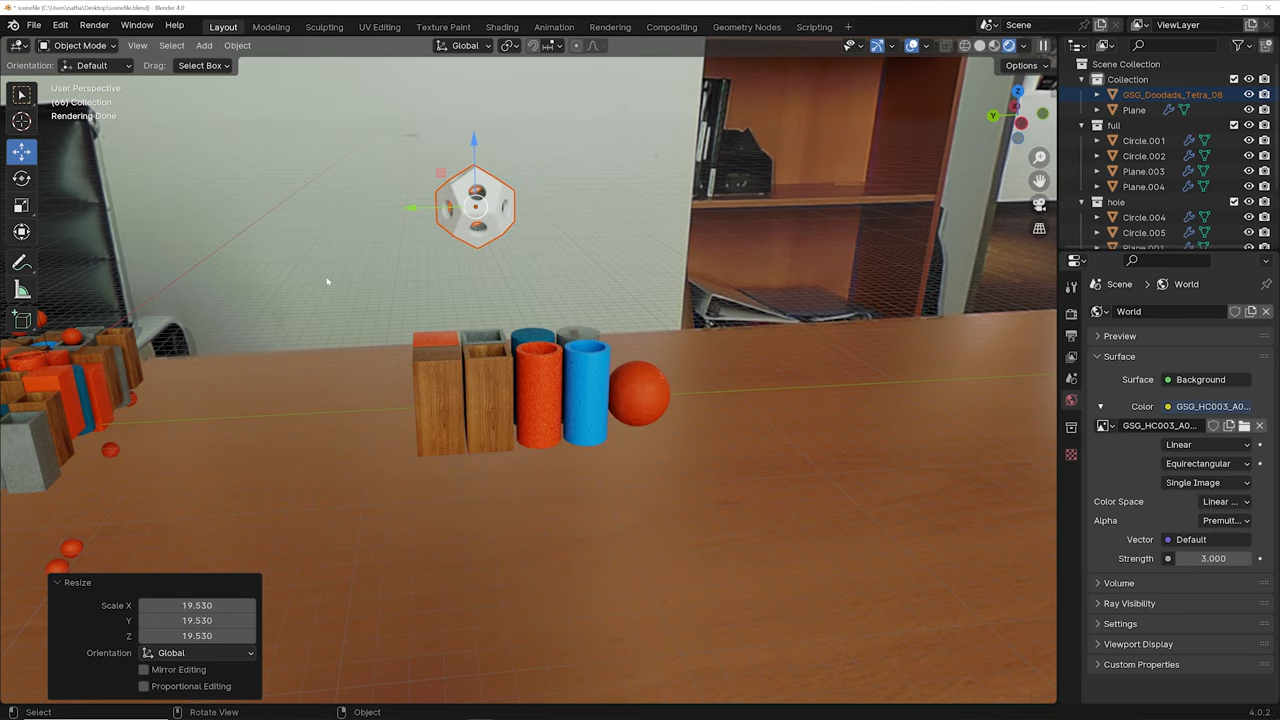 * scenefile [C:\Users\natha\Desktop\scenefile.blend] - Blender 4.0
File Edit Render Window Help Layout Modeling Sculpting UV Editing Texture Paint Shading Animation Rendering Compositing Geometry Nodes Scripting + Scene ViewLayer
Object Mode View Select Add Object Global
Orientation: Default Drag: Select Box Options
User Perspective
(66) Collection
Rendering Done
Z
X
Y
Scene Collection
Collection
GSG_Doodads_Tetra_08
Plane
full
Circle.001
Circle.002
Plane.003
Plane.004
hole
Circle.004
Circle.005
Plane.001
Scene World
World
Preview
Surface
Surface Background
Color GSG_HC003_A0...
GSG_HC003_A0...
Linear
Equirectangular
Single Image
Color Space Linear ...
Alpha Premult...
Vector Default
Strength 3.000
Volume
Ray Visibility
Settings
Viewport Display
Custom Properties
Resize
Scale X 19.530
Y 19.530
Z 19.530
Orientation Global
Mirror Editing
Proportional Editing
Select Rotate View Object 4.0.2